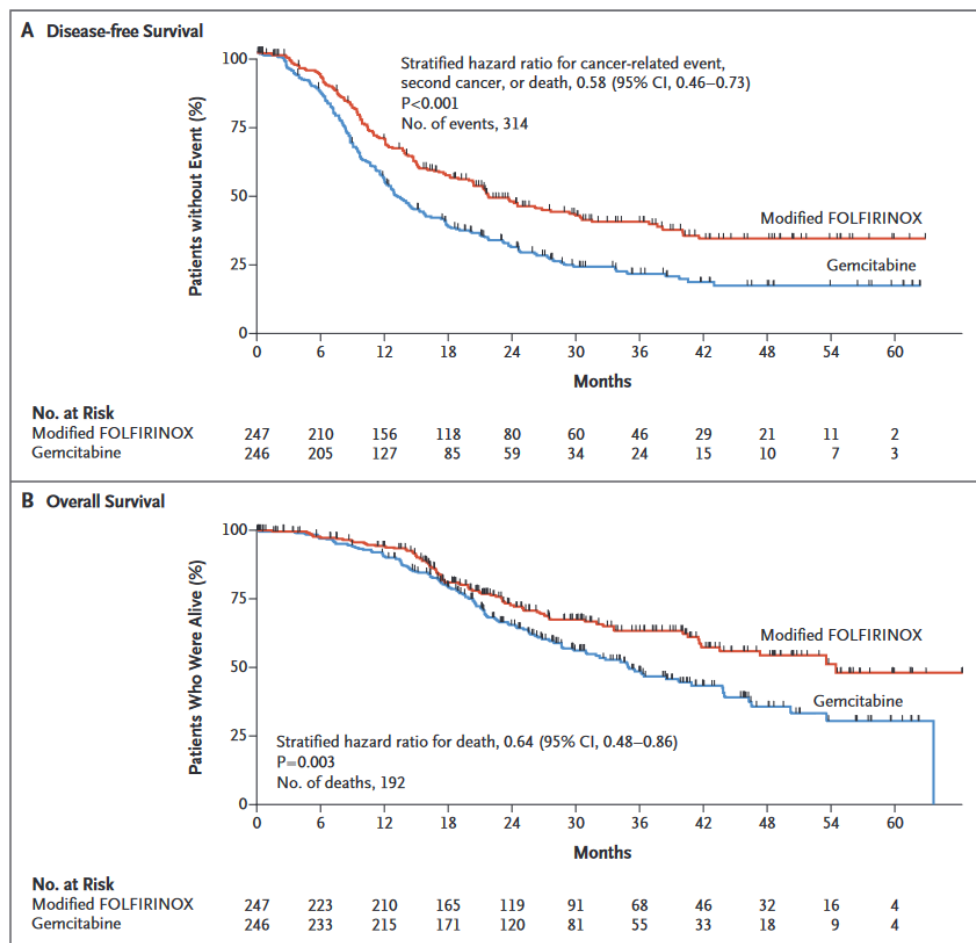 A Disease-free Survival
Stratified hazard ratio for cancer-related event,
second cancer, or death, 0.58 (95% CI, 0.46–0.73)
P<0.001
No. of events, 314
Patients without Event (%)
100
75
50
25
0
Modified FOLFIRINOX
Gemcitabine
0 6 12 18 24 30 36 42 48 54 60
Months
No. at Risk
Modified FOLFIRINOX 247 210 156 118 80 60 46 29 21 11 2
Gemcitabine 246 205 127 85 59 34 24 15 10 7 3
B Overall Survival
Patients Who Were Alive (%)
100
75
50
25
0
Modified FOLFIRINOX
Gemcitabine
Stratified hazard ratio for death, 0.64 (95% CI, 0.48–0.86)
P=0.003
No. of deaths, 192
0 6 12 18 24 30 36 42 48 54 60
Months
No. at Risk
Modified FOLFIRINOX 247 223 210 165 119 91 68 46 32 16 4
Gemcitabine 246 233 215 171 120 81 55 33 18 9 4